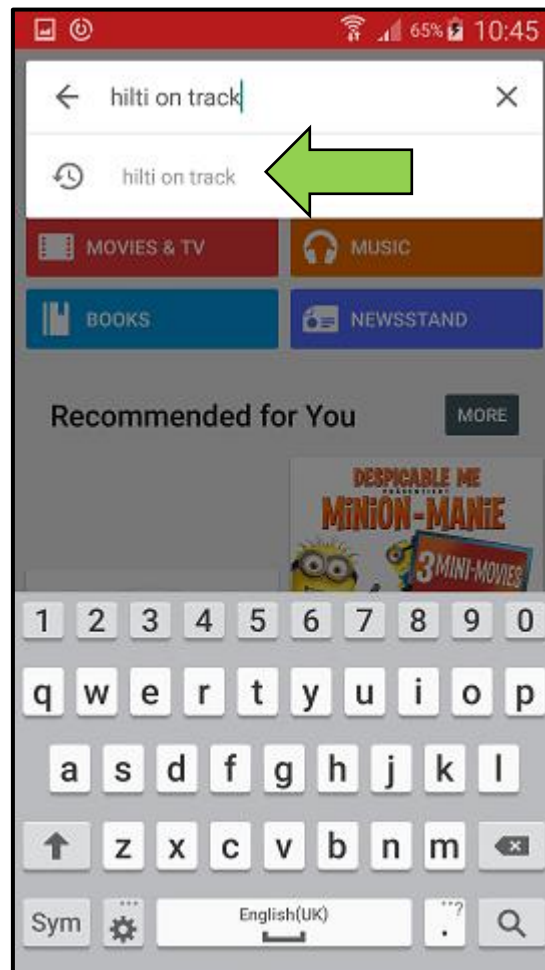 65% 10:45
hilti on track
hilti on track
MOVIES & TV MUSIC
BOOKS NEWSSTAND
Recommended for You MORE
DESPICABLE ME
PRÄSENTIERT
MINION-MANIE
3 MINI-MOVIES
1 2 3 4 5 6 7 8 9 0
q w e r t y u i o p
a s d f g h j k l
z x c v b n m
Sym English(UK) . ...?